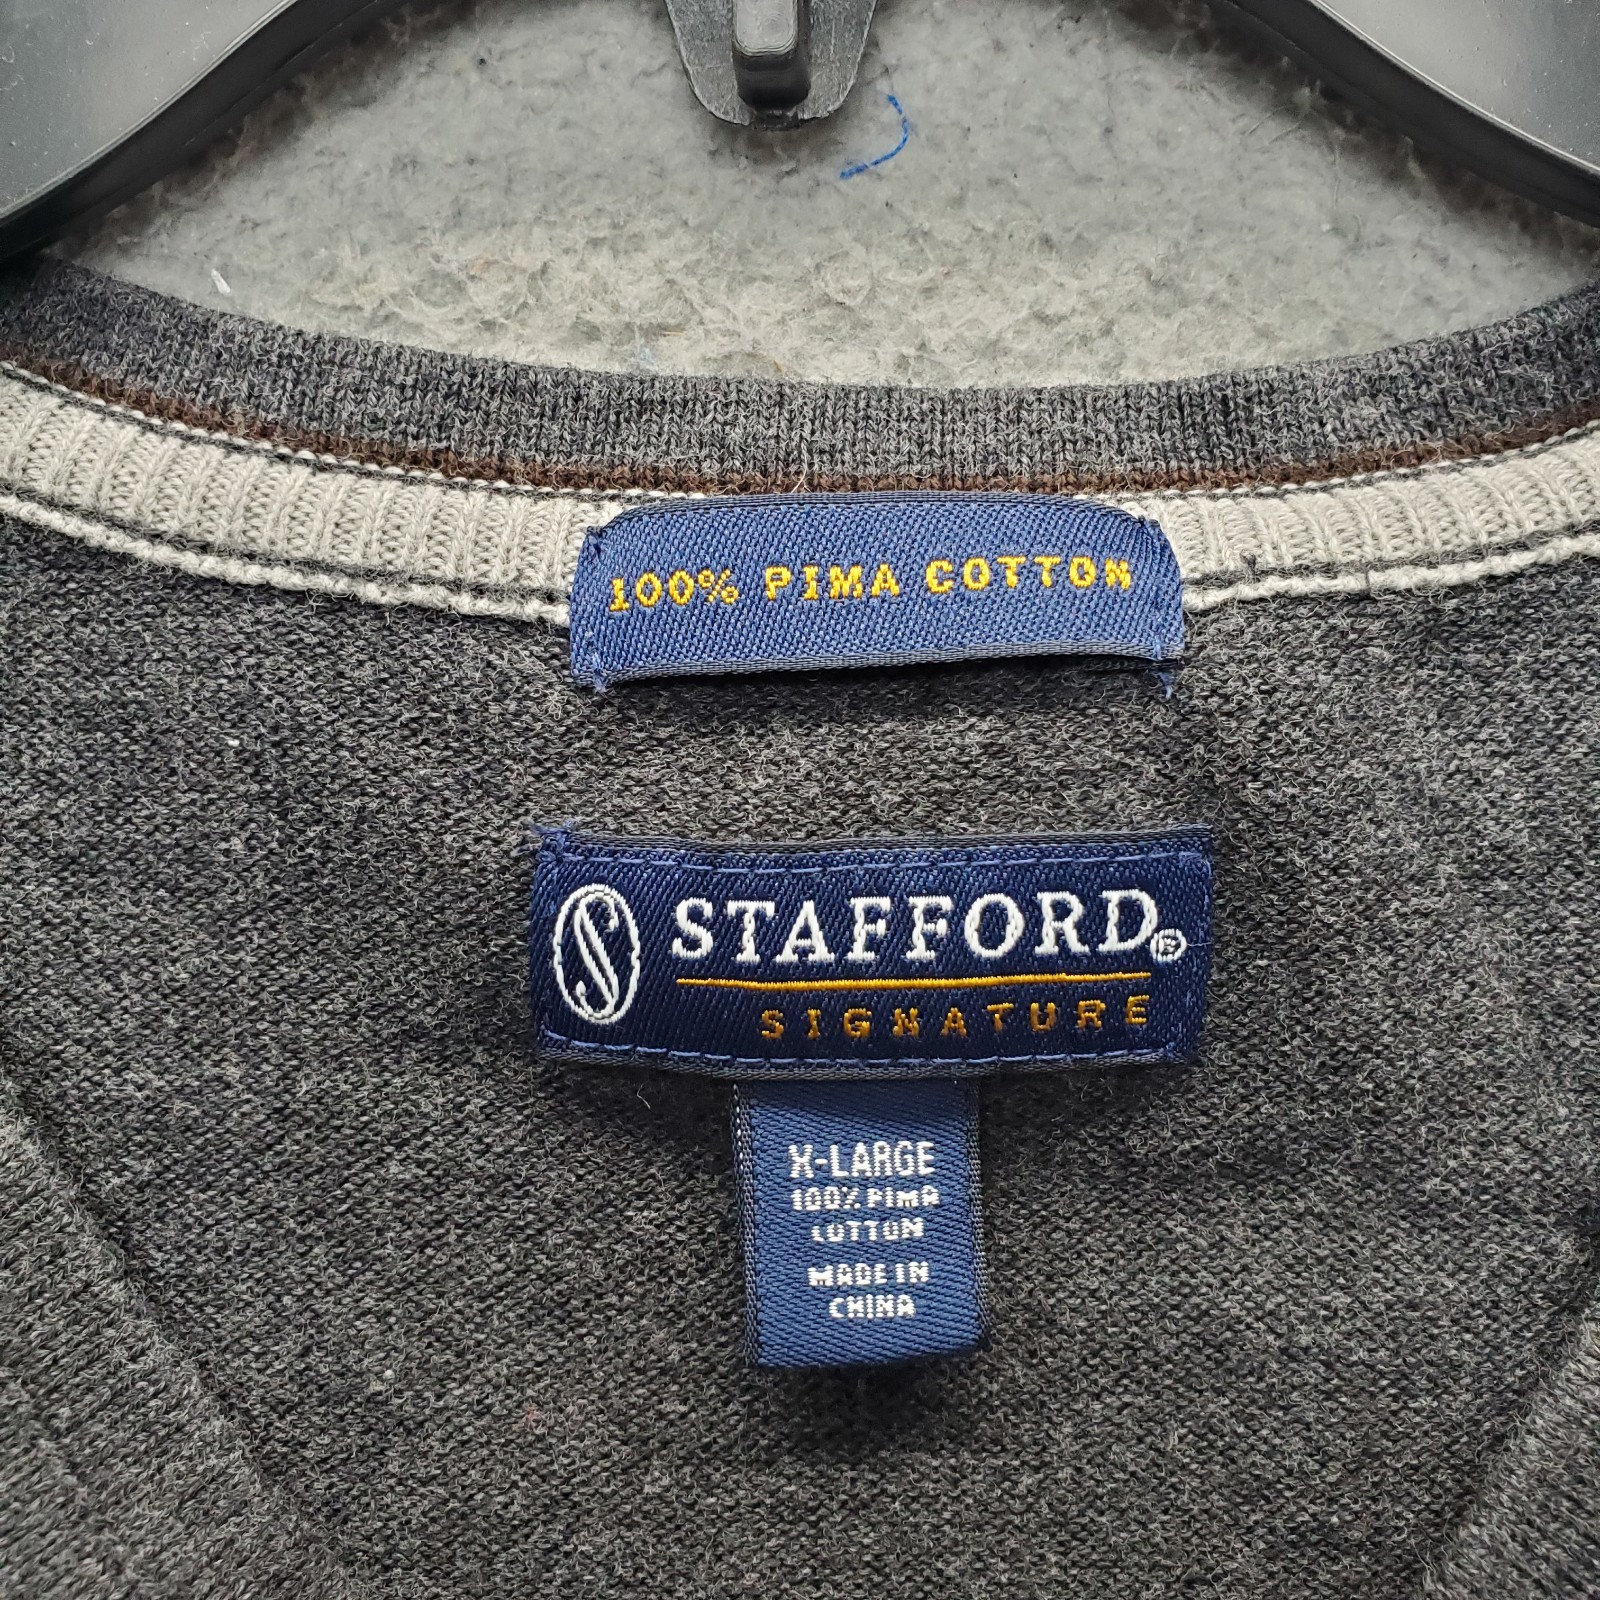 100% PIMA COTTON
S STAFFORD®
SIGNATURE
X-LARGE
100% PIMA
COTTON
MADE IN
CHINA